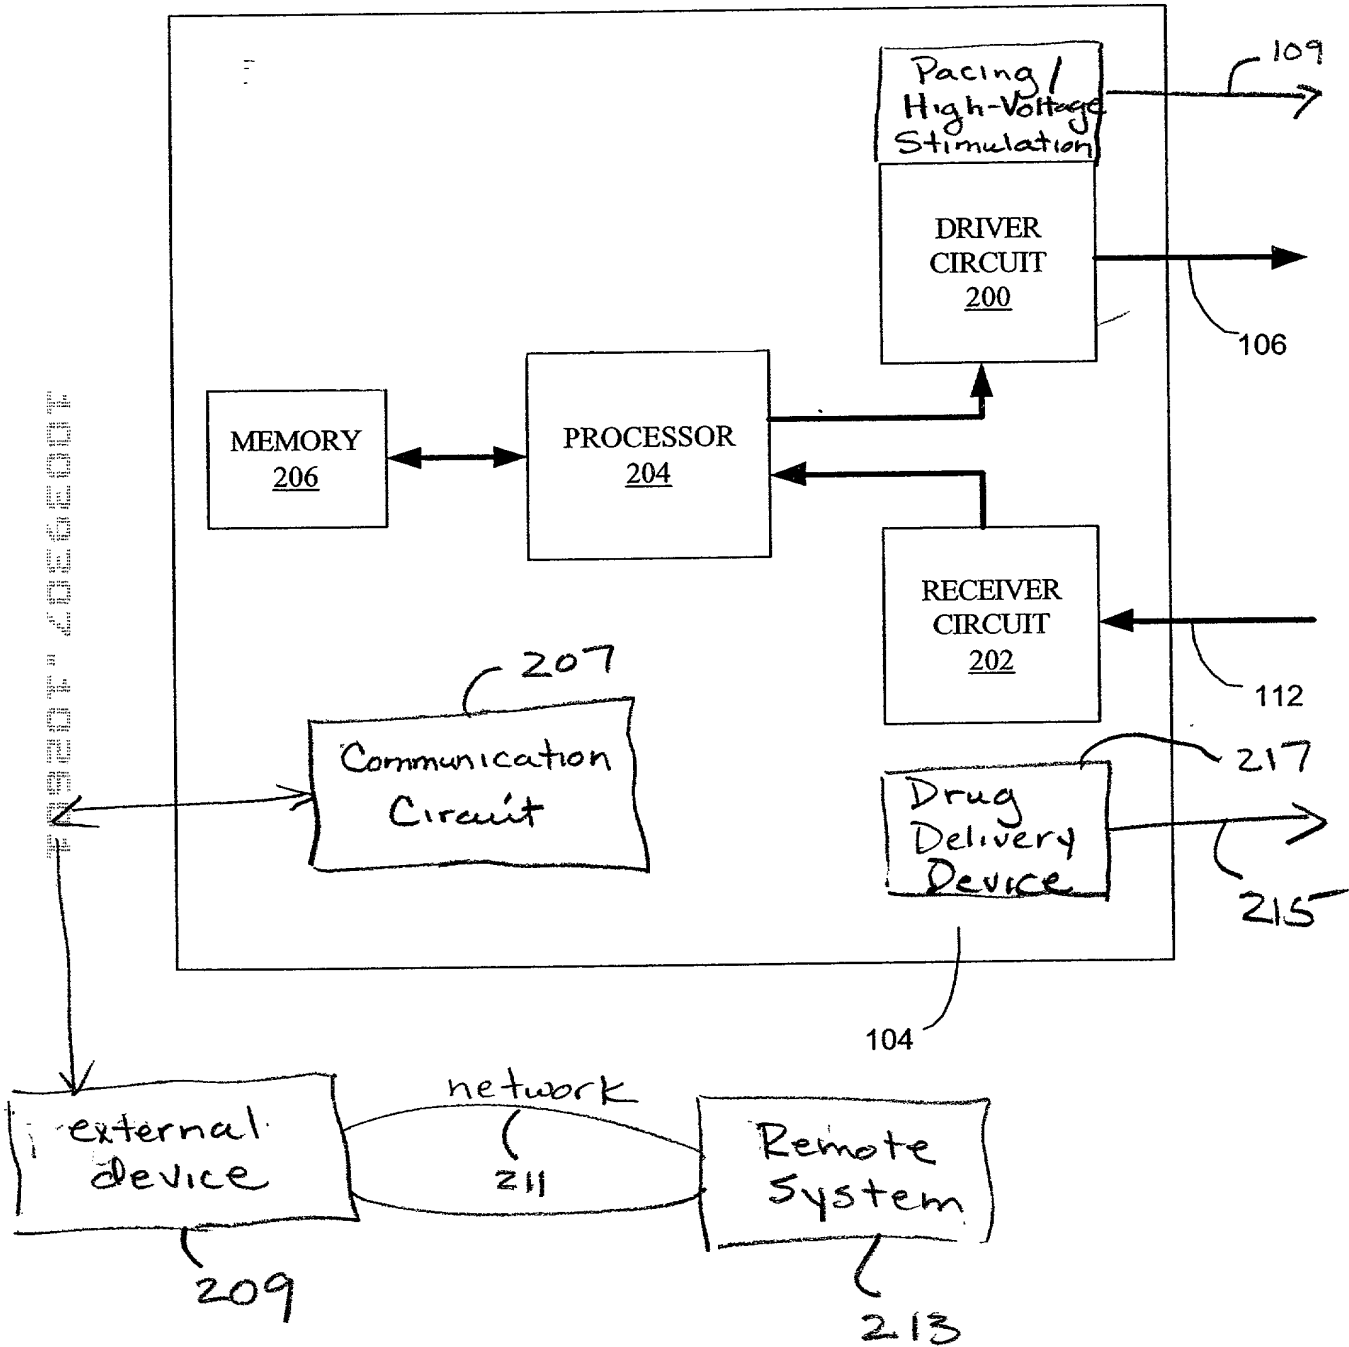 Pacing /
High-Voltage
Stimulation
109
DRIVER
CIRCUIT
200
106
MEMORY
206
PROCESSOR
204
RECEIVER
CIRCUIT
202
112
207
Communication
Circuit
217
Drug
Delivery
Device
215
104
network
211
external
device
209
Remote
System
213